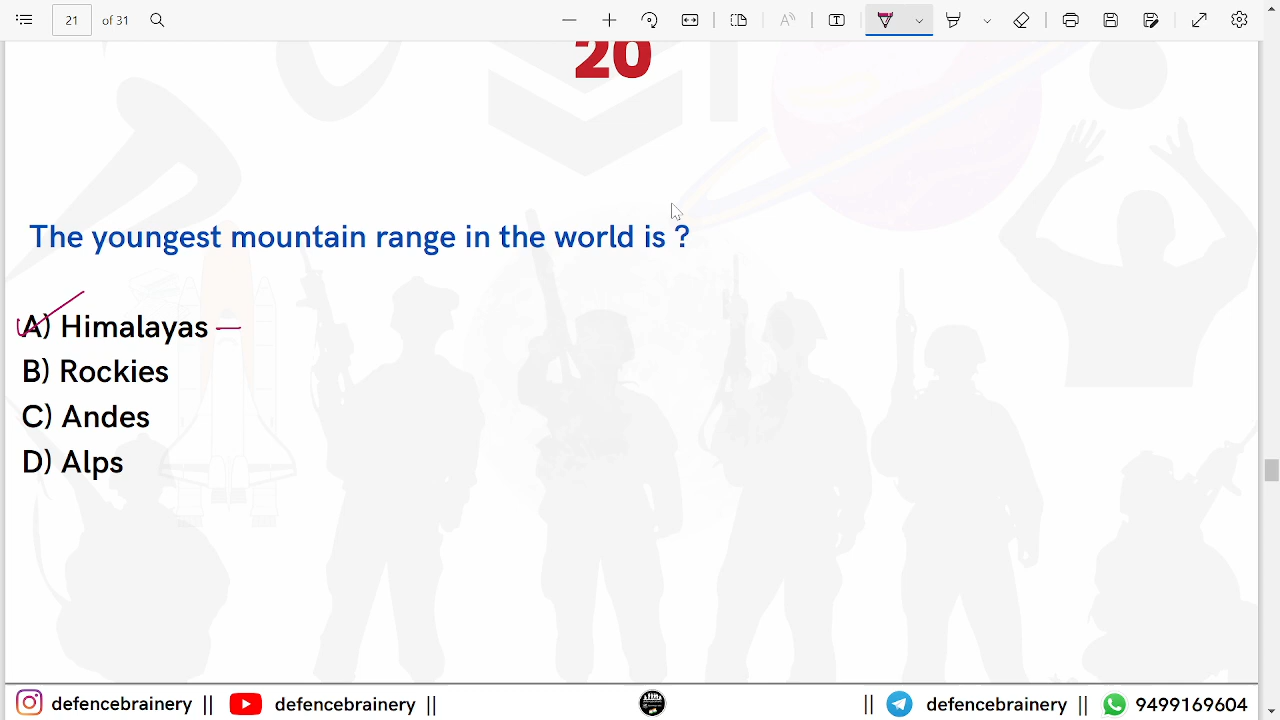 21 of 31
20
The youngest mountain range in the world is ?
A) Himalayas
B) Rockies
C) Andes
D) Alps
defencebrainery || defencebrainery || || defencebrainery || 9499169604